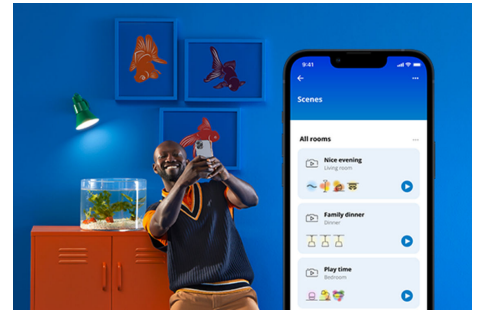 9:41
Scenes
All rooms
Nice evening
Living room
Family dinner
Dinner
Play time
Bedroom